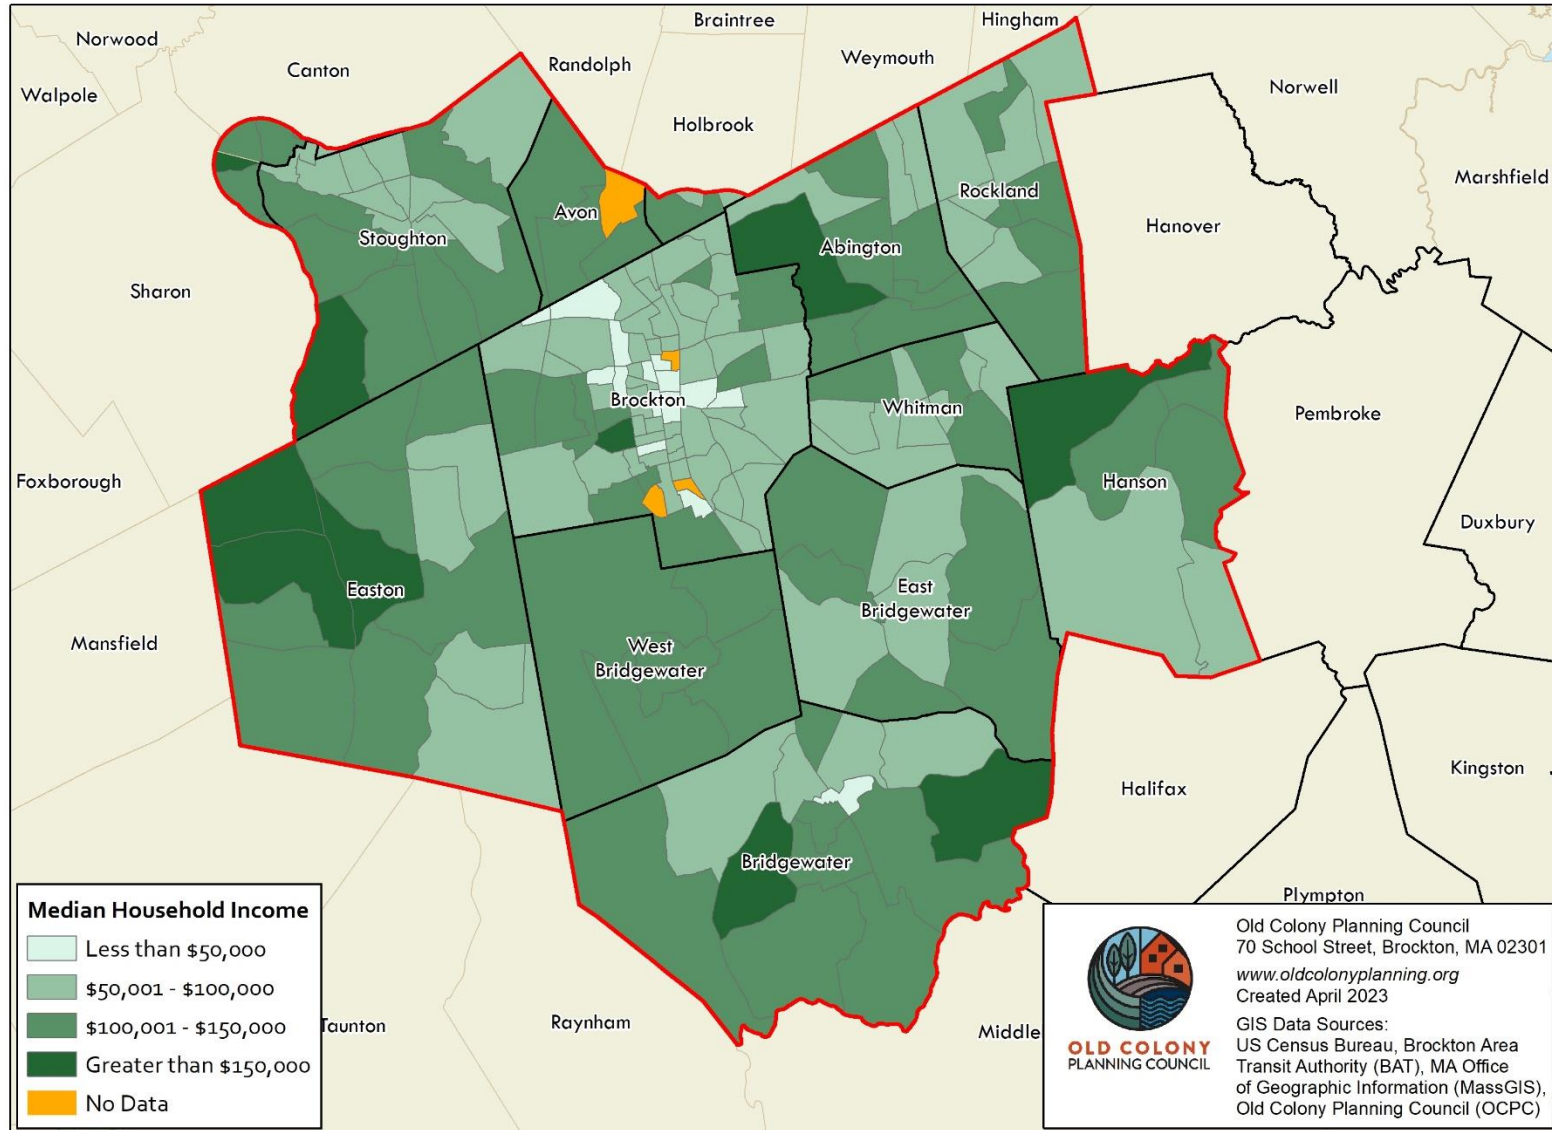 Braintree
Hingham
Norwood
Canton
Randolph
Weymouth
Walpole
Norwell
Holbrook
Marshfield
Rockland
Avon
Hanover
Stoughton
Abington
Sharon
Brockton
Whitman
Pembroke
Foxborough
Hanson
Duxbury
Easton
East
Bridgewater
Mansfield
West
Bridgewater
Kingston
Halifax
Bridgewater
Plympton
Taunton
Raynham
Middle
Median Household Income
Less than $50,000
$50,001 - $100,000
$100,001 - $150,000
Greater than $150,000
No Data
OLD COLONY
PLANNING COUNCIL
Old Colony Planning Council
70 School Street, Brockton, MA 02301
www.oldcolonyplanning.org
Created April 2023
GIS Data Sources:
US Census Bureau, Brockton Area
Transit Authority (BAT), MA Office
of Geographic Information (MassGIS),
Old Colony Planning Council (OCPC)